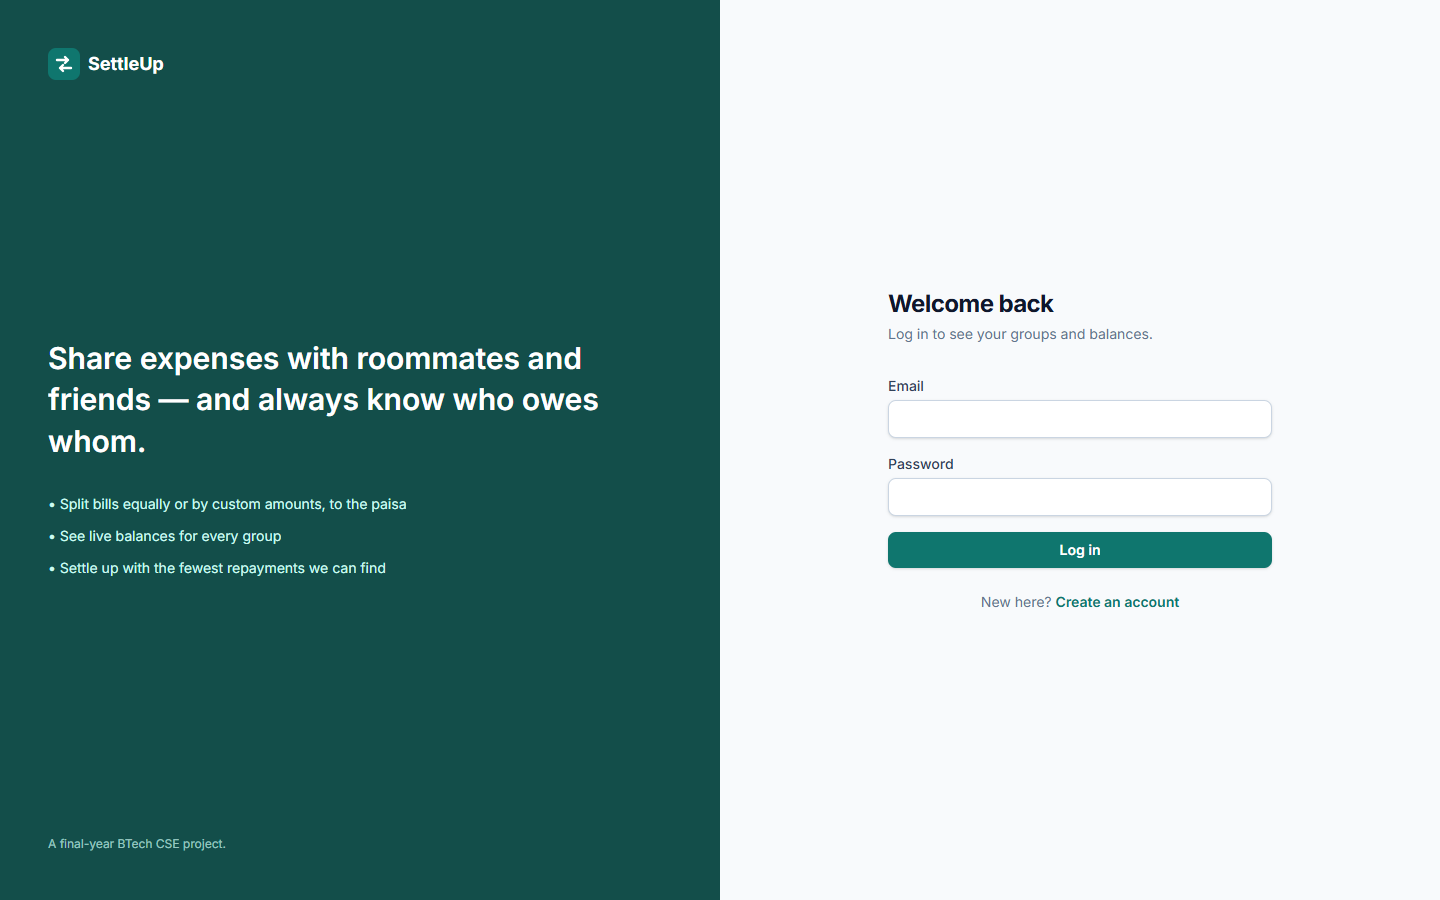 SettleUp
Share expenses with roommates and
friends — and always know who owes
whom.
• Split bills equally or by custom amounts, to the paisa
• See live balances for every group
• Settle up with the fewest repayments we can find
A final-year BTech CSE project.
Welcome back
Log in to see your groups and balances.
Email
Password
Log in
New here? Create an account